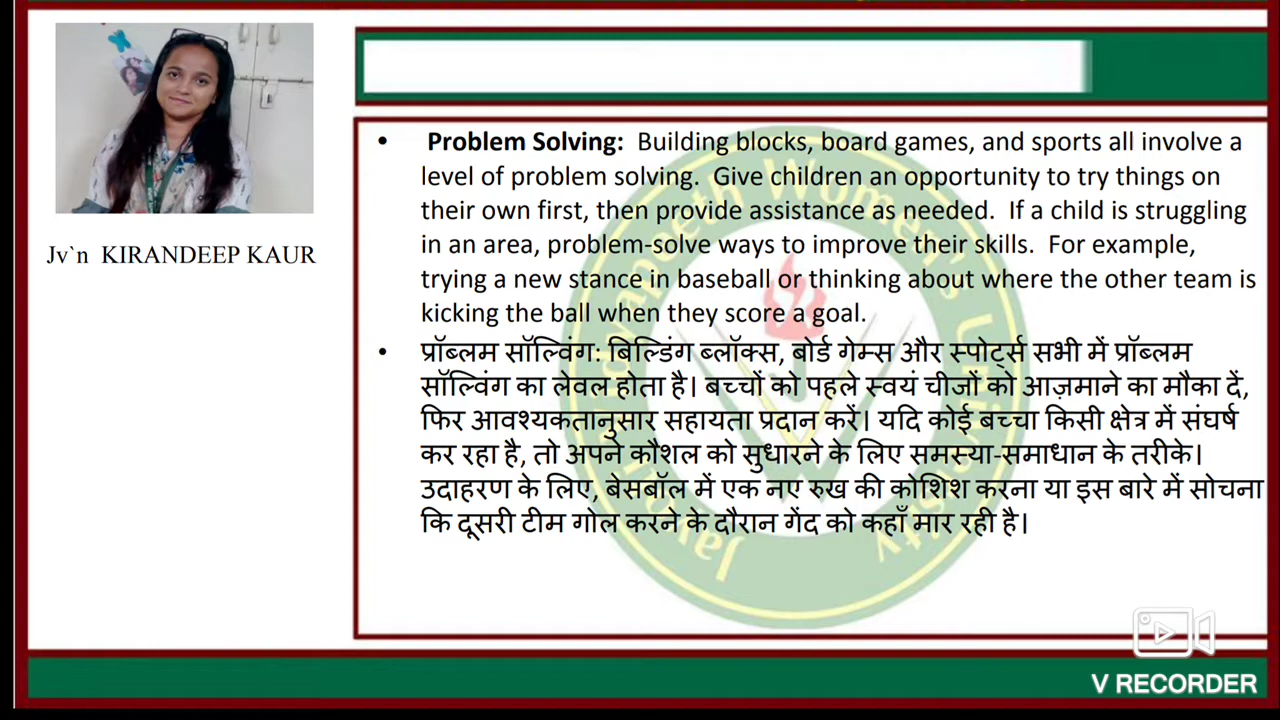 Jv`n KIRANDEEP KAUR
• Problem Solving: Building blocks, board games, and sports all involve a
level of problem solving. Give children an opportunity to try things on
their own first, then provide assistance as needed. If a child is struggling
in an area, problem-solve ways to improve their skills. For example,
trying a new stance in baseball or thinking about where the other team is
kicking the ball when they score a goal.
• प्रॉब्लम सॉल्विंग: बिल्डिंग ब्लॉक्स, बोर्ड गेम्स और स्पोर्ट्स सभी में प्रॉब्लम
सॉल्विंग का लेवल होता है। बच्चों को पहले स्वयं चीजों को आज़माने का मौका दें,
फिर आवश्यकतानुसार सहायता प्रदान करें। यदि कोई बच्चा किसी क्षेत्र में संघर्ष
कर रहा है, तो अपने कौशल को सुधारने के लिए समस्या-समाधान के तरीके।
उदाहरण के लिए, बेसबॉल में एक नए रुख की कोशिश करना या इस बारे में सोचना
कि दूसरी टीम गोल करने के दौरान गेंद को कहाँ मार रही है।
V RECORDER